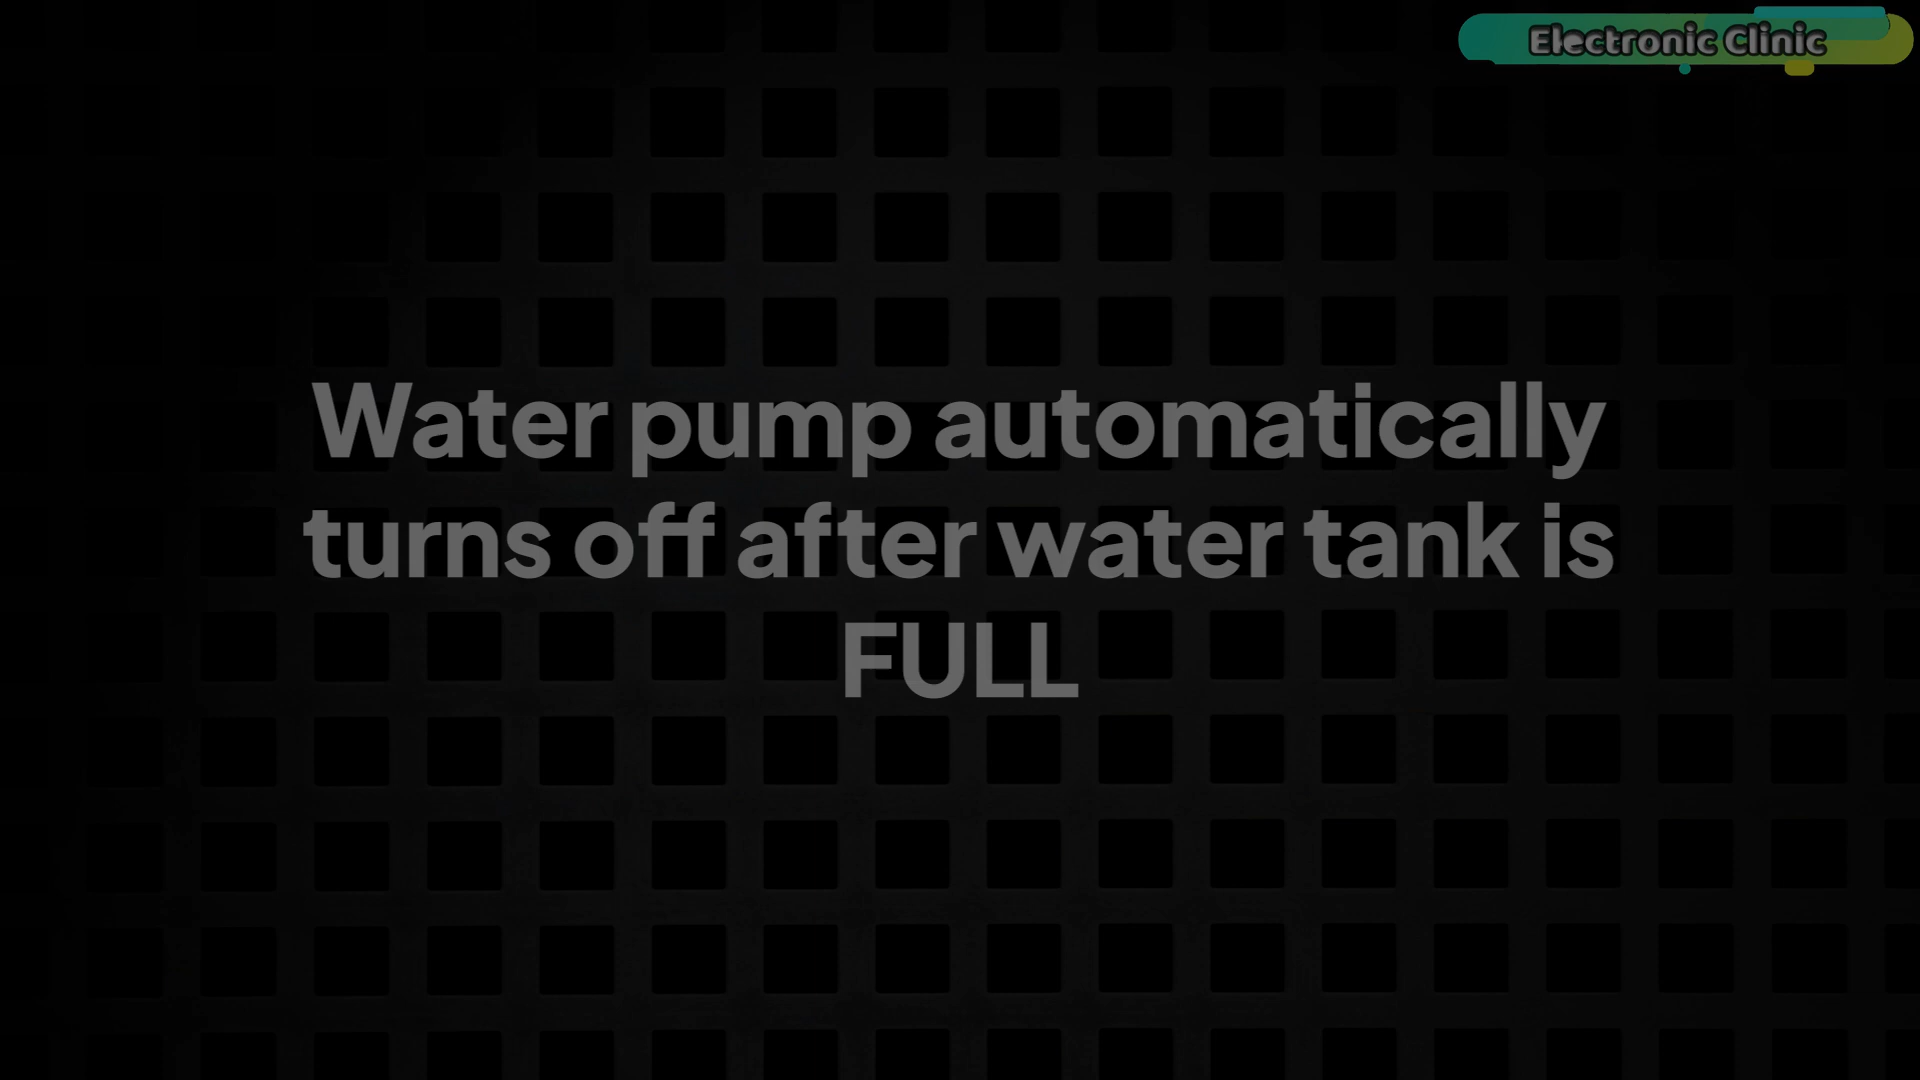 Electronic Clinic
Water pump automatically
turns off after water tank is
FULL